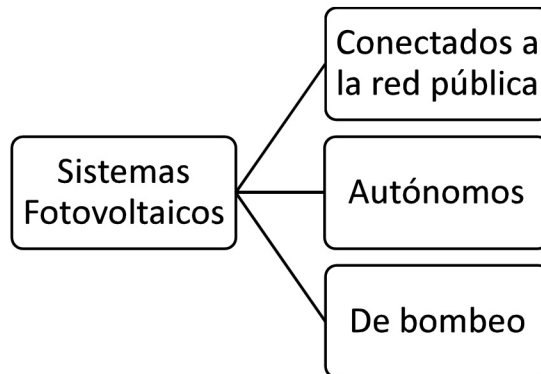 Sistemas
Fotovoltaicos
Conectados a
la red pública
Autónomos
De bombeo